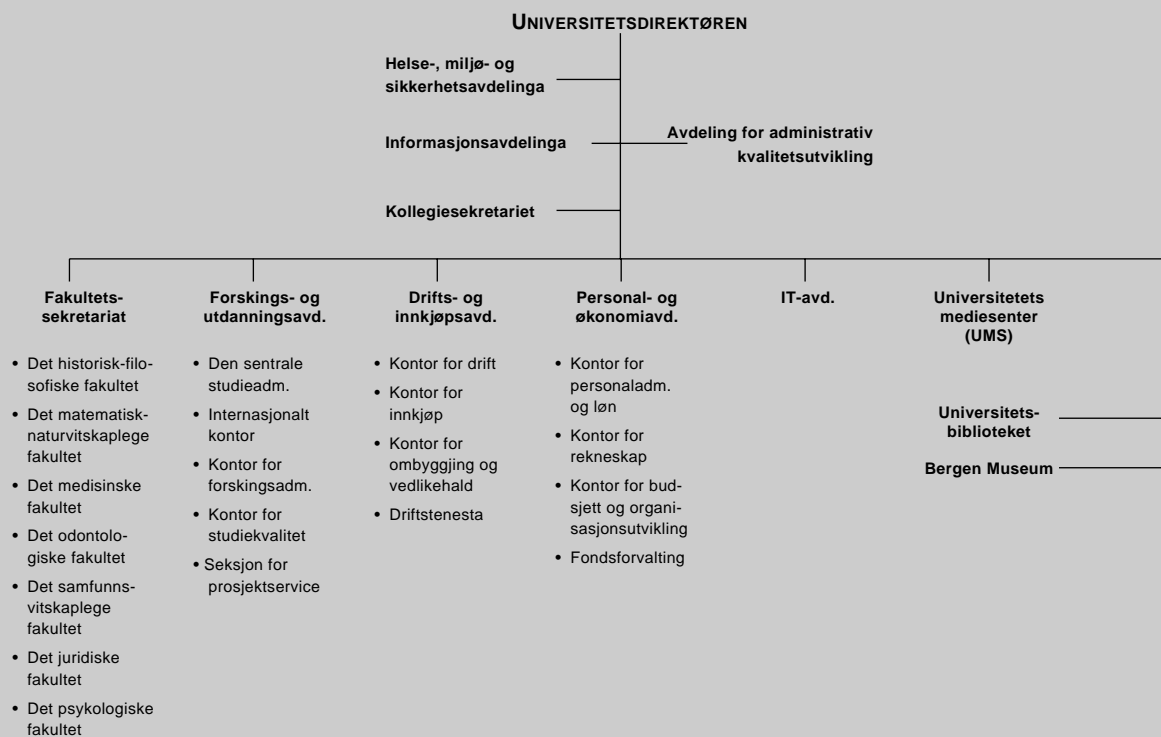 UNIVERSITETSDIREKTØREN
Helse-, miljø- og
sikkerhetsavdelinga
Informasjonsavdelinga
Avdeling for administrativ
kvalitetsutvikling
Kollegiesekretariet
Fakultets-
sekretariat
• Det historisk-filo-
sofiske fakultet
• Det matematisk-
naturvitskaplege
fakultet
• Det medisinske
fakultet
• Det odontolo-
giske fakultet
• Det samfunns-
vitskaplege
fakultet
• Det juridiske
fakultet
• Det psykologiske
fakultet
Forskings- og
utdanningsavd.
• Den sentrale
studieadm.
• Internasjonalt
kontor
• Kontor for
forskingsadm.
• Kontor for
studiekvalitet
• Seksjon for
prosjektservice
Drifts- og
innkjøpsavd.
• Kontor for drift
• Kontor for
innkjøp
• Kontor for
ombyggjing og
vedlikehald
• Driftstenesta
Personal- og
økonomiavd.
• Kontor for
personaladm.
og løn
• Kontor for
rekneskap
• Kontor for bud-
sjett og organi-
sasjonsutvikling
• Fondsforvalting
IT-avd.
Universitetets
mediesenter
(UMS)
Universitets-
biblioteket
Bergen Museum